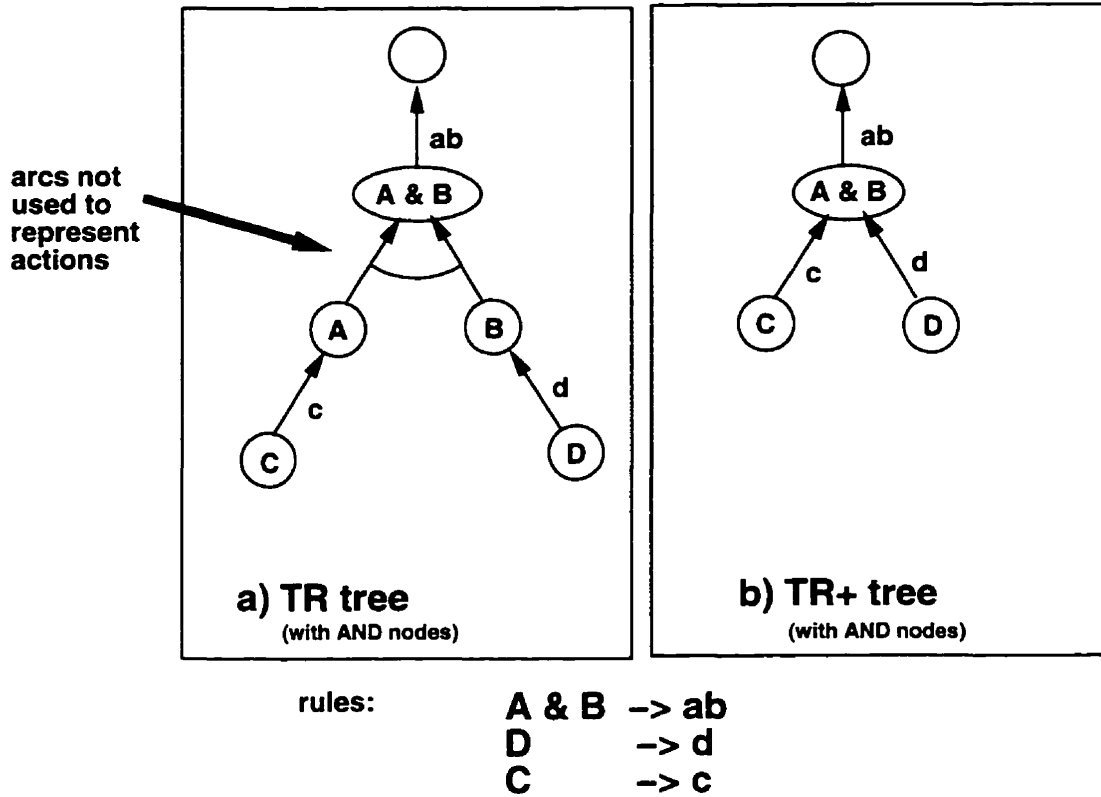 arcs not
used to
represent
actions
ab
A & B
A
B
c
d
C
D
a) TR tree
(with AND nodes)
ab
A & B
c
d
C
D
b) TR+ tree
(with AND nodes)
rules:
A & B -> ab
D -> d
C -> c